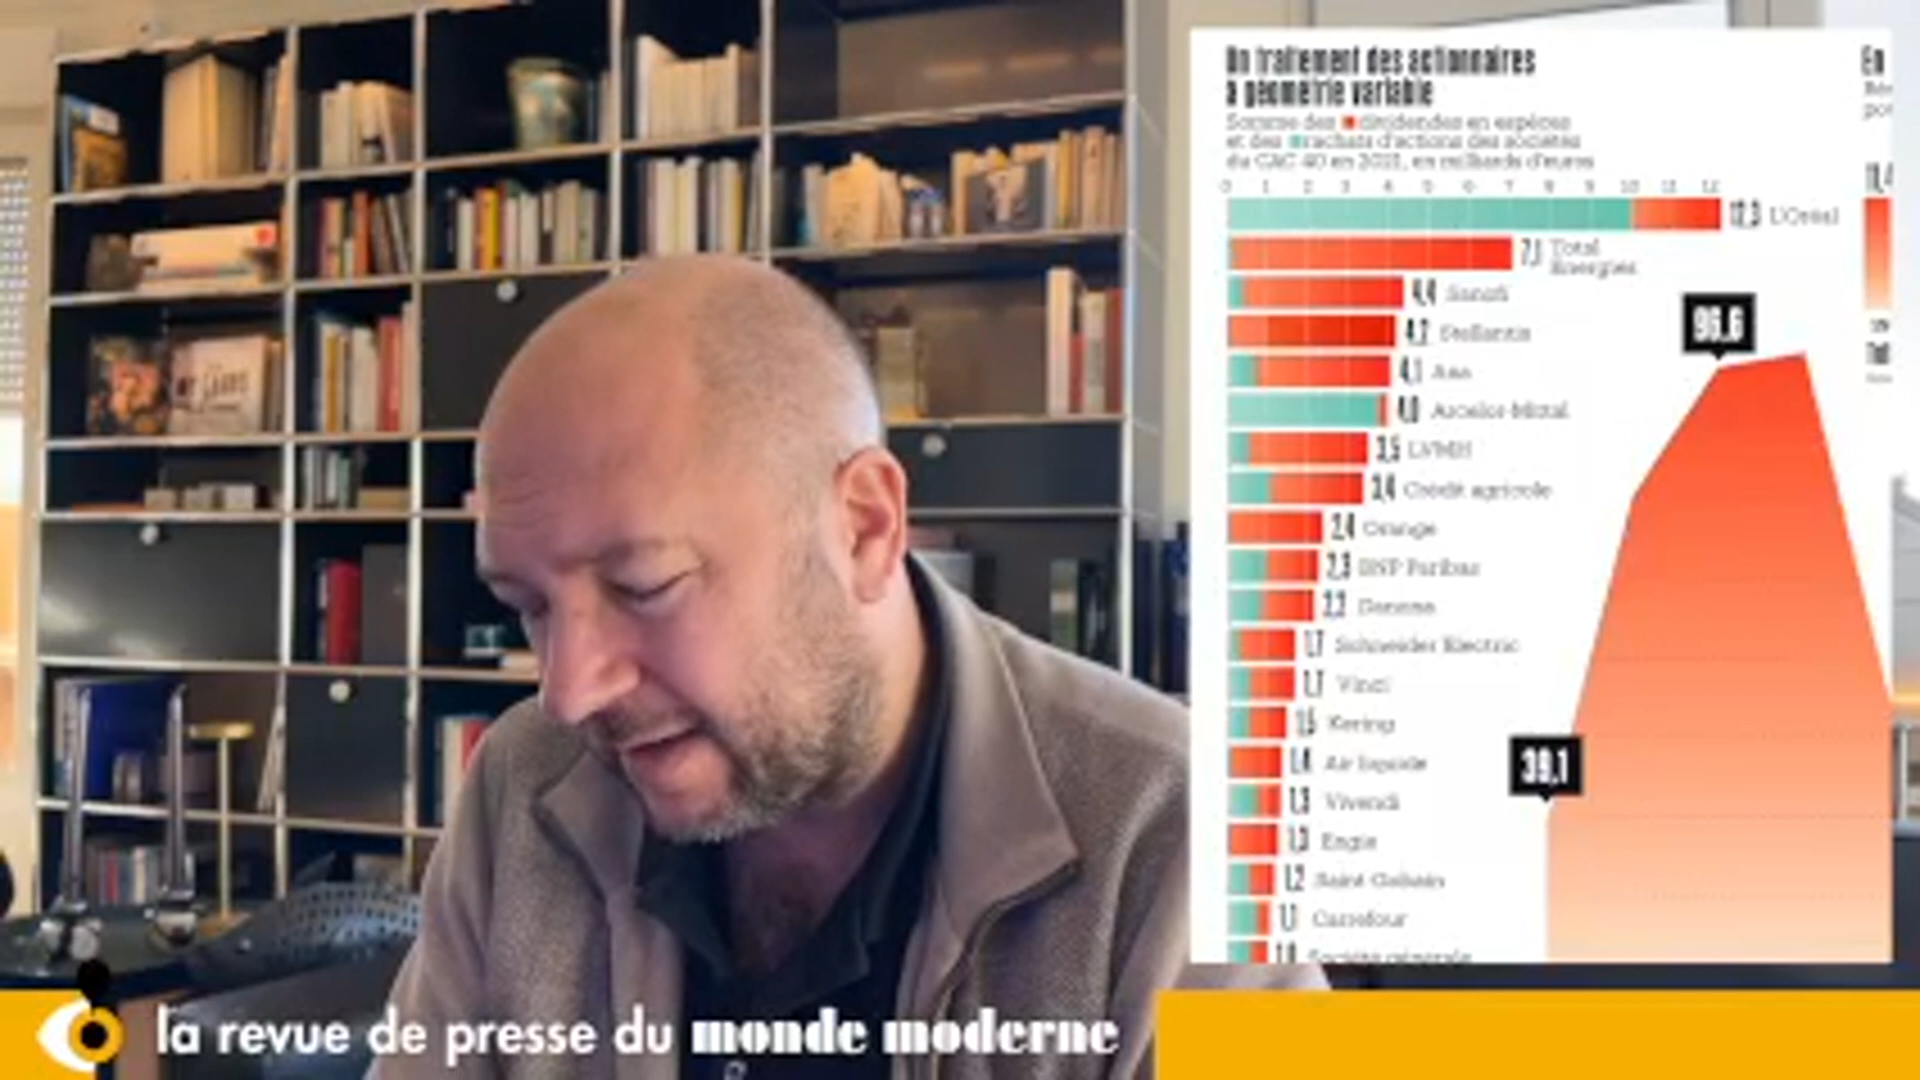 Un traitement des actionnaires
à géométrie variable
Somme des dividendes en espèces
et des rachats d'actions des sociétés
du CAC 40 en 2021, en milliards d'euros
0 1 2 3 4 5 6 7 8 9 10 11 12
12,3 L'Oréal
7,1 Total
Energies
4,4 Sanofi
4,2 Stellantis
4,1 Axa
4,0 Arcelor-Mittal
3,5 LVMH
3,4 Crédit agricole
2,4 Orange
2,3 BNP Paribas
2,2 Danone
1,7 Schneider Electric
1,7 Vinci
1,5 Kering
1,4 Air liquide
1,3 Vivendi
1,3 Engie
1,2 Saint Gobain
1,1 Carrefour
1,0 Société générale
96.6
39.1
En
la revue de presse du monde moderne